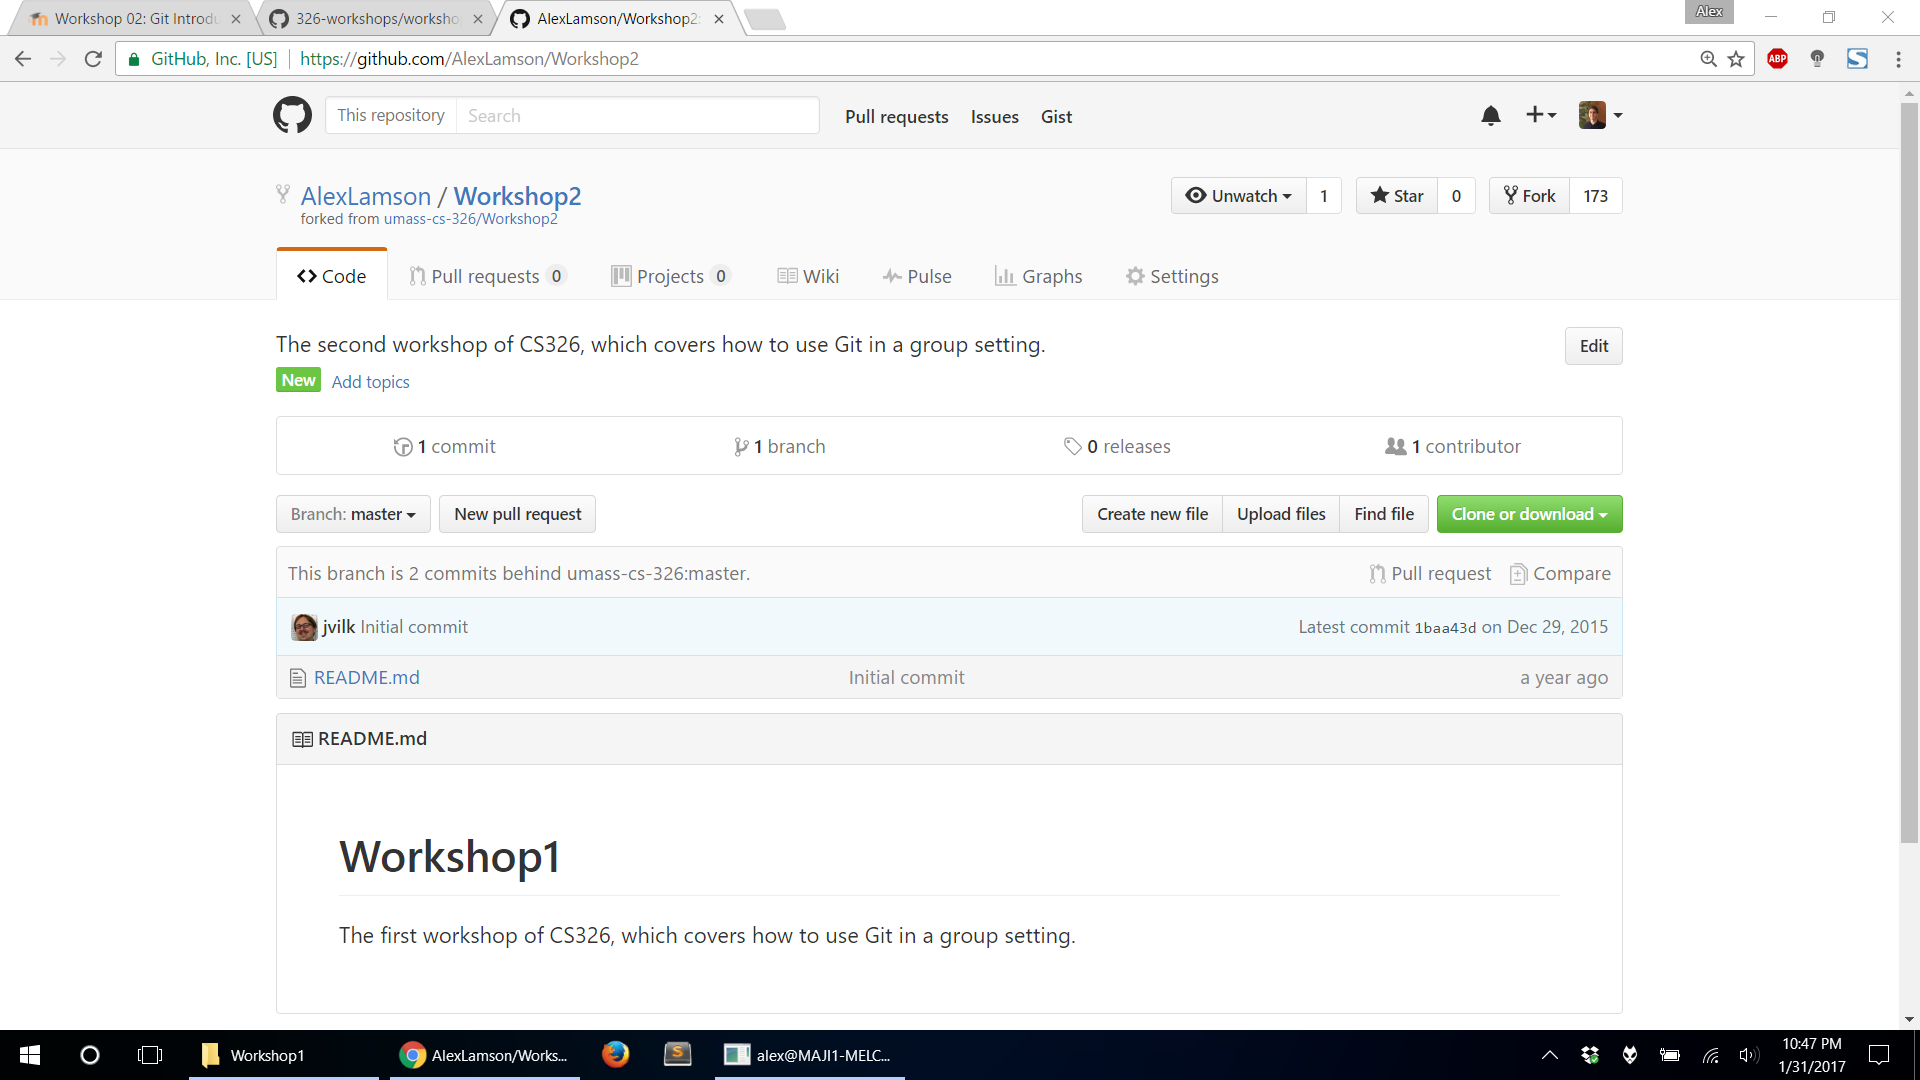 Workshop 02: Git Introdu
326-workshops/worksho
AlexLamson/Workshop2:
Alex
GitHub, Inc. [US]
https://github.com/AlexLamson/Workshop2
ABP
S
This repository
Search
Pull requests
Issues
Gist
AlexLamson / Workshop2
forked from umass-cs-326/Workshop2
Unwatch 1
Star 0
Fork 173
Code
Pull requests 0
Projects 0
Wiki
Pulse
Graphs
Settings
The second workshop of CS326, which covers how to use Git in a group setting.
Edit
New Add topics
1 commit
1 branch
0 releases
1 contributor
Branch: master
New pull request
Create new file
Upload files
Find file
Clone or download
This branch is 2 commits behind umass-cs-326:master.
Pull request
Compare
jvilk Initial commit
Latest commit 1baa43d on Dec 29, 2015
README.md
Initial commit
a year ago
README.md
Workshop1
The first workshop of CS326, which covers how to use Git in a group setting.
Workshop1
AlexLamson/Works...
S
alex@MAJI1-MELC...
10:47 PM
1/31/2017